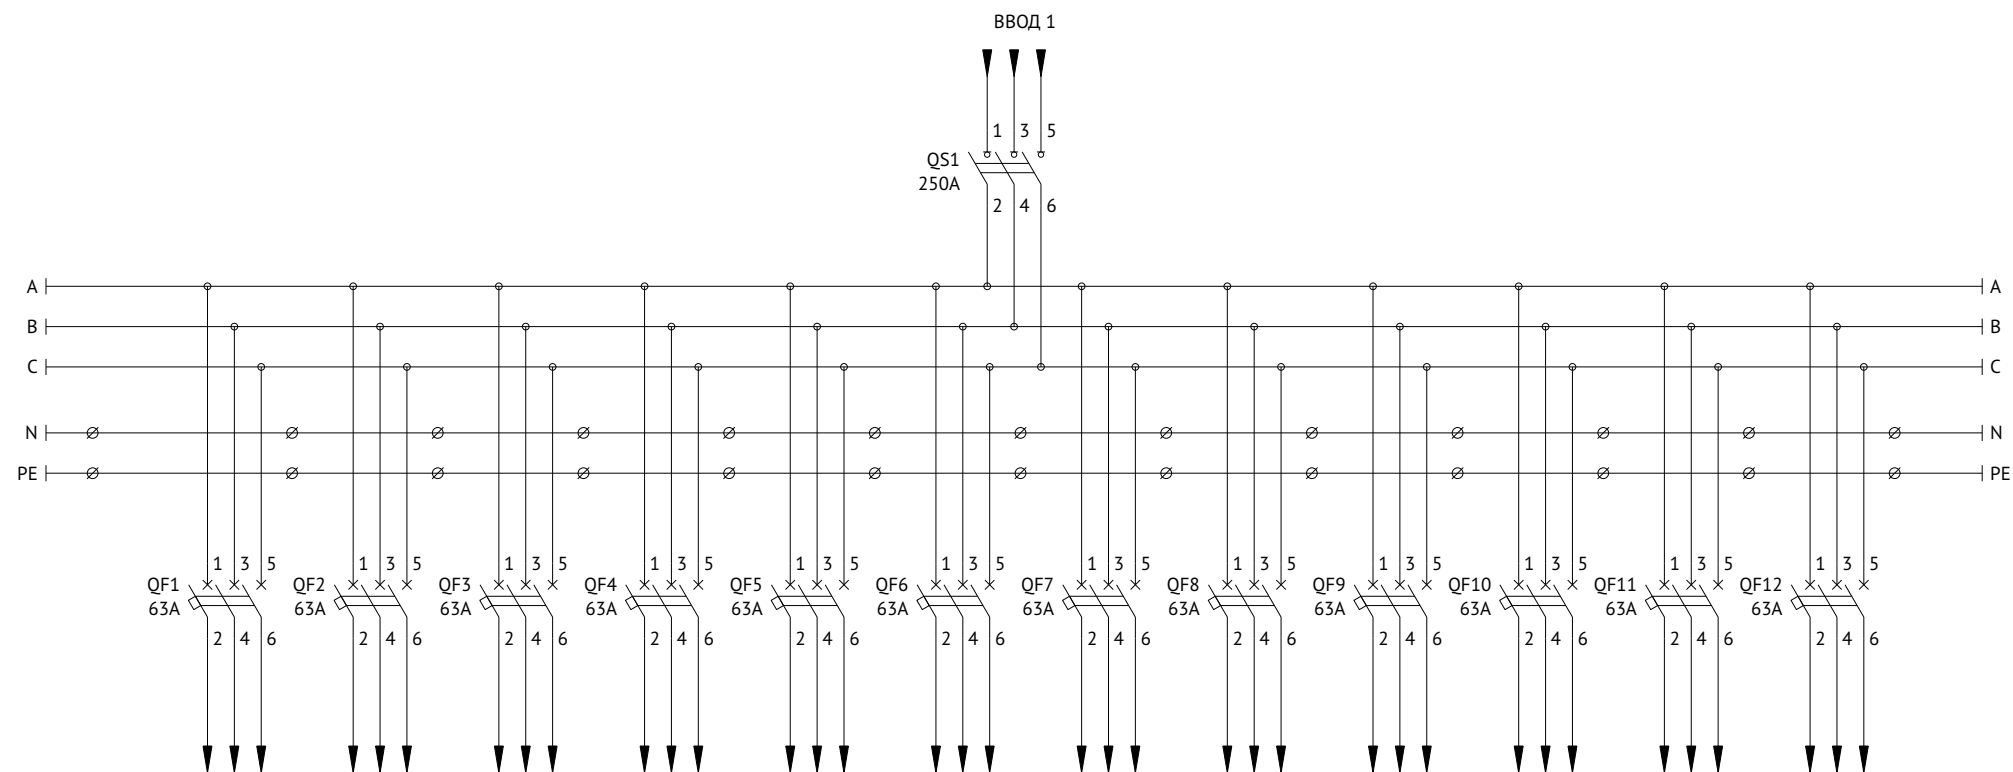 ВВОД 1
1 3 5
QS1
250A
2 4 6
A A
B B
C C
N N
PE PE
1 3 5 1 3 5 1 3 5 1 3 5 1 3 5 1 3 5 1 3 5 1 3 5 1 3 5 1 3 5 1 3 5 1 3 5
QF1 QF2 QF3 QF4 QF5 QF6 QF7 QF8 QF9 QF10 QF11 QF12
63A 63A 63A 63A 63A 63A 63A 63A 63A 63A 63A 63A
2 4 6 2 4 6 2 4 6 2 4 6 2 4 6 2 4 6 2 4 6 2 4 6 2 4 6 2 4 6 2 4 6 2 4 6